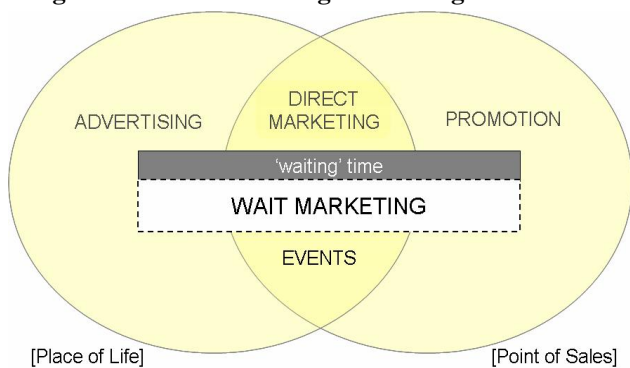 DIRECT
MARKETING
ADVERTISING
PROMOTION
'waiting' time
WAIT MARKETING
EVENTS
[Place of Life]
[Point of Sales]